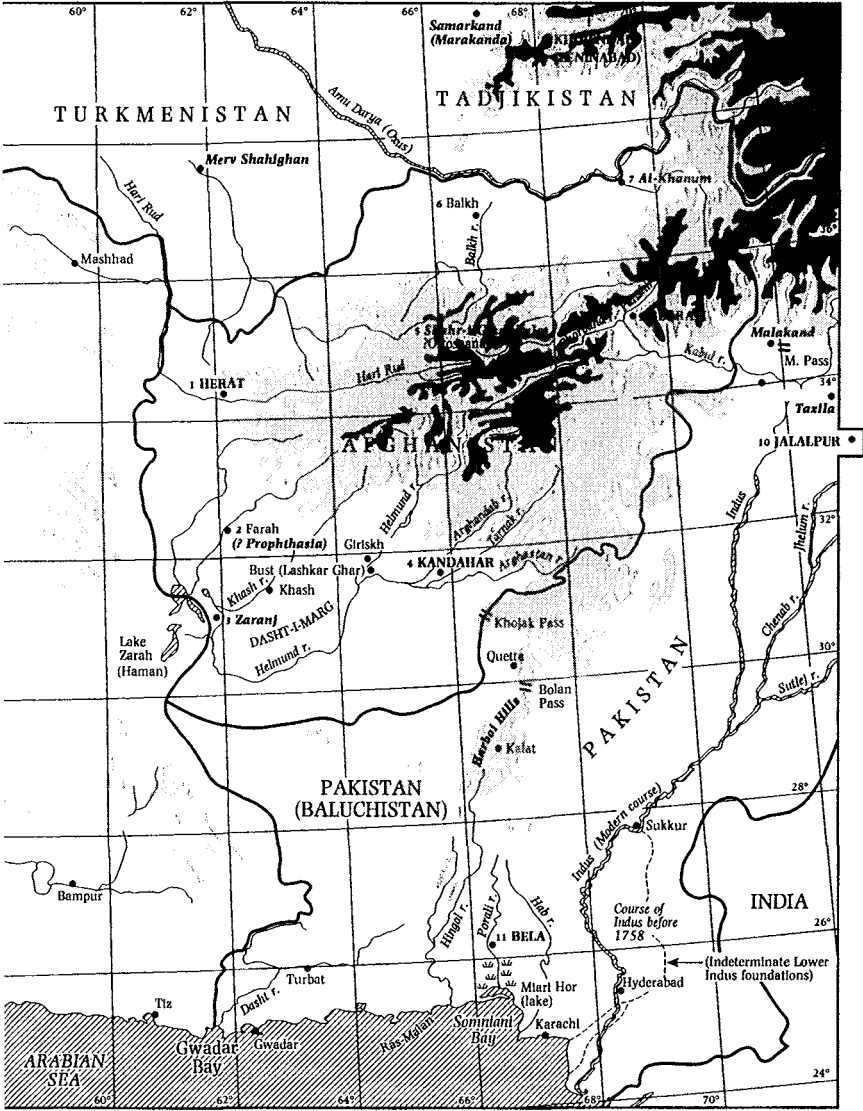 60°
62°
66°
68°
Samarkand
(Marakanda)
TURKMENISTAN
TADJIKISTAN
Amu Darya (Oxus)
Merv Shahighan
Hari Rud
7 Ai-Khanum
6 Balkh
Balkh r.
36°
Mashhad
Malakand
M. Pass
Kabul r.
1 HERAT
Hari Rud
34°
Taxila
AFGHANISTAN
10 JALALPUR
Indus
Jhelum r.
32°
Helmund r.
Arghandab r.
Tarnak r.
2 Farah
(? Prophthasia)
Girishk
Bust (Lashkar Ghar)
4 KANDAHAR
Arghastan r.
Khash r.
Khash
3 Zaranj
DASHT-I-MARG
Khojak Pass
Chenab r.
Lake
Zarah
(Haman)
Helmund r.
Quetta
30°
Sutlej r.
Bolan
Pass
PAKISTAN
Harboi Hills
Kalat
PAKISTAN
(BALUCHISTAN)
28°
Indus (Modern course)
Sukkur
Bampur
Hingol r.
Porali r.
Hab r.
INDIA
Course of
Indus before
1758
26°
11 BELA
(Indeterminate Lower
Indus foundations)
Turbat
Miani Hor
(lake)
Hyderabad
Dasht r.
Tiz
Gwadar
Bay
Gwadar
Ras Malan
Somniani
Bay
Karachi
ARABIAN
SEA
24°
60°
62°
64°
66°
68°
70°